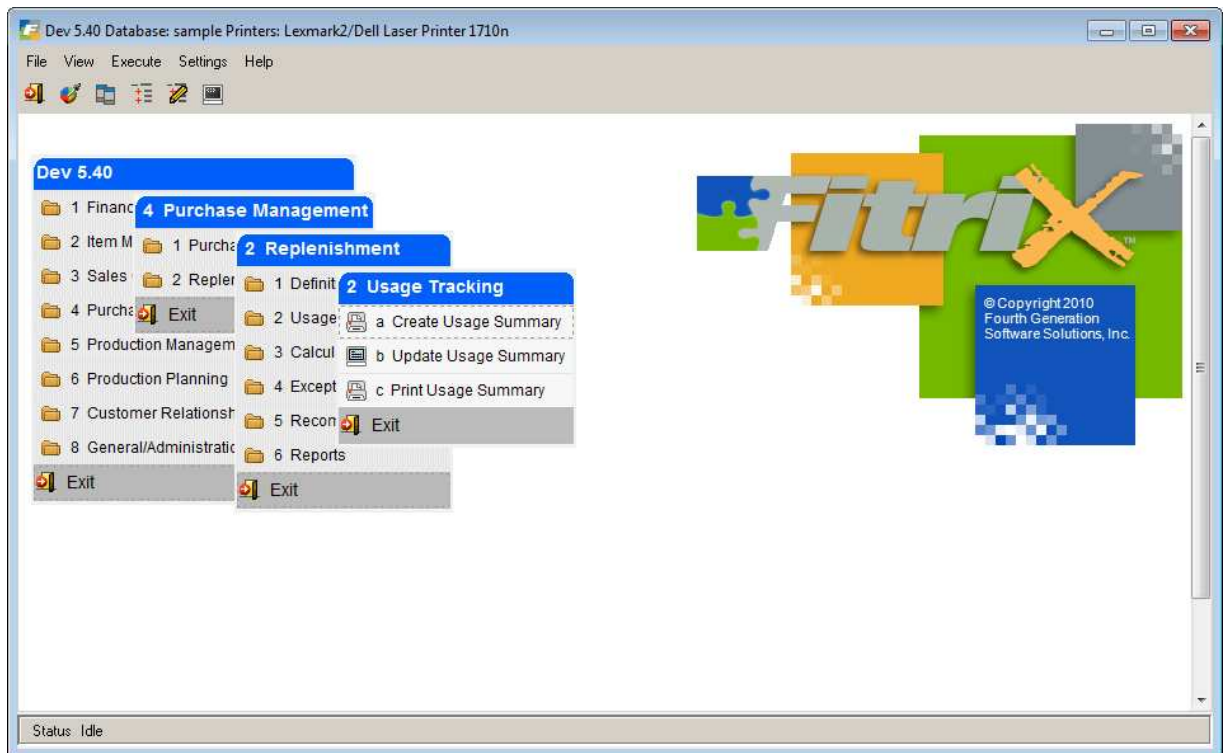 Dev 5.40 Database: sample Printers: Lexmark2/Dell Laser Printer 1710n
File View Execute Settings Help
Dev 5.40
1 Financ
2 Item M
3 Sales
4 Purcha
5 Production Managem
6 Production Planning
7 Customer Relationsh
8 General/Administratic
Exit
4 Purchase Management
1 Purcha
2 Repler
Exit
2 Replenishment
1 Definit
2 Usage
3 Calcul
4 Except
5 Recon
6 Reports
Exit
2 Usage Tracking
a Create Usage Summary
b Update Usage Summary
c Print Usage Summary
Exit
FitriX
TM
©Copyright 2010
Fourth Generation
Software Solutions, Inc.
Status Idle